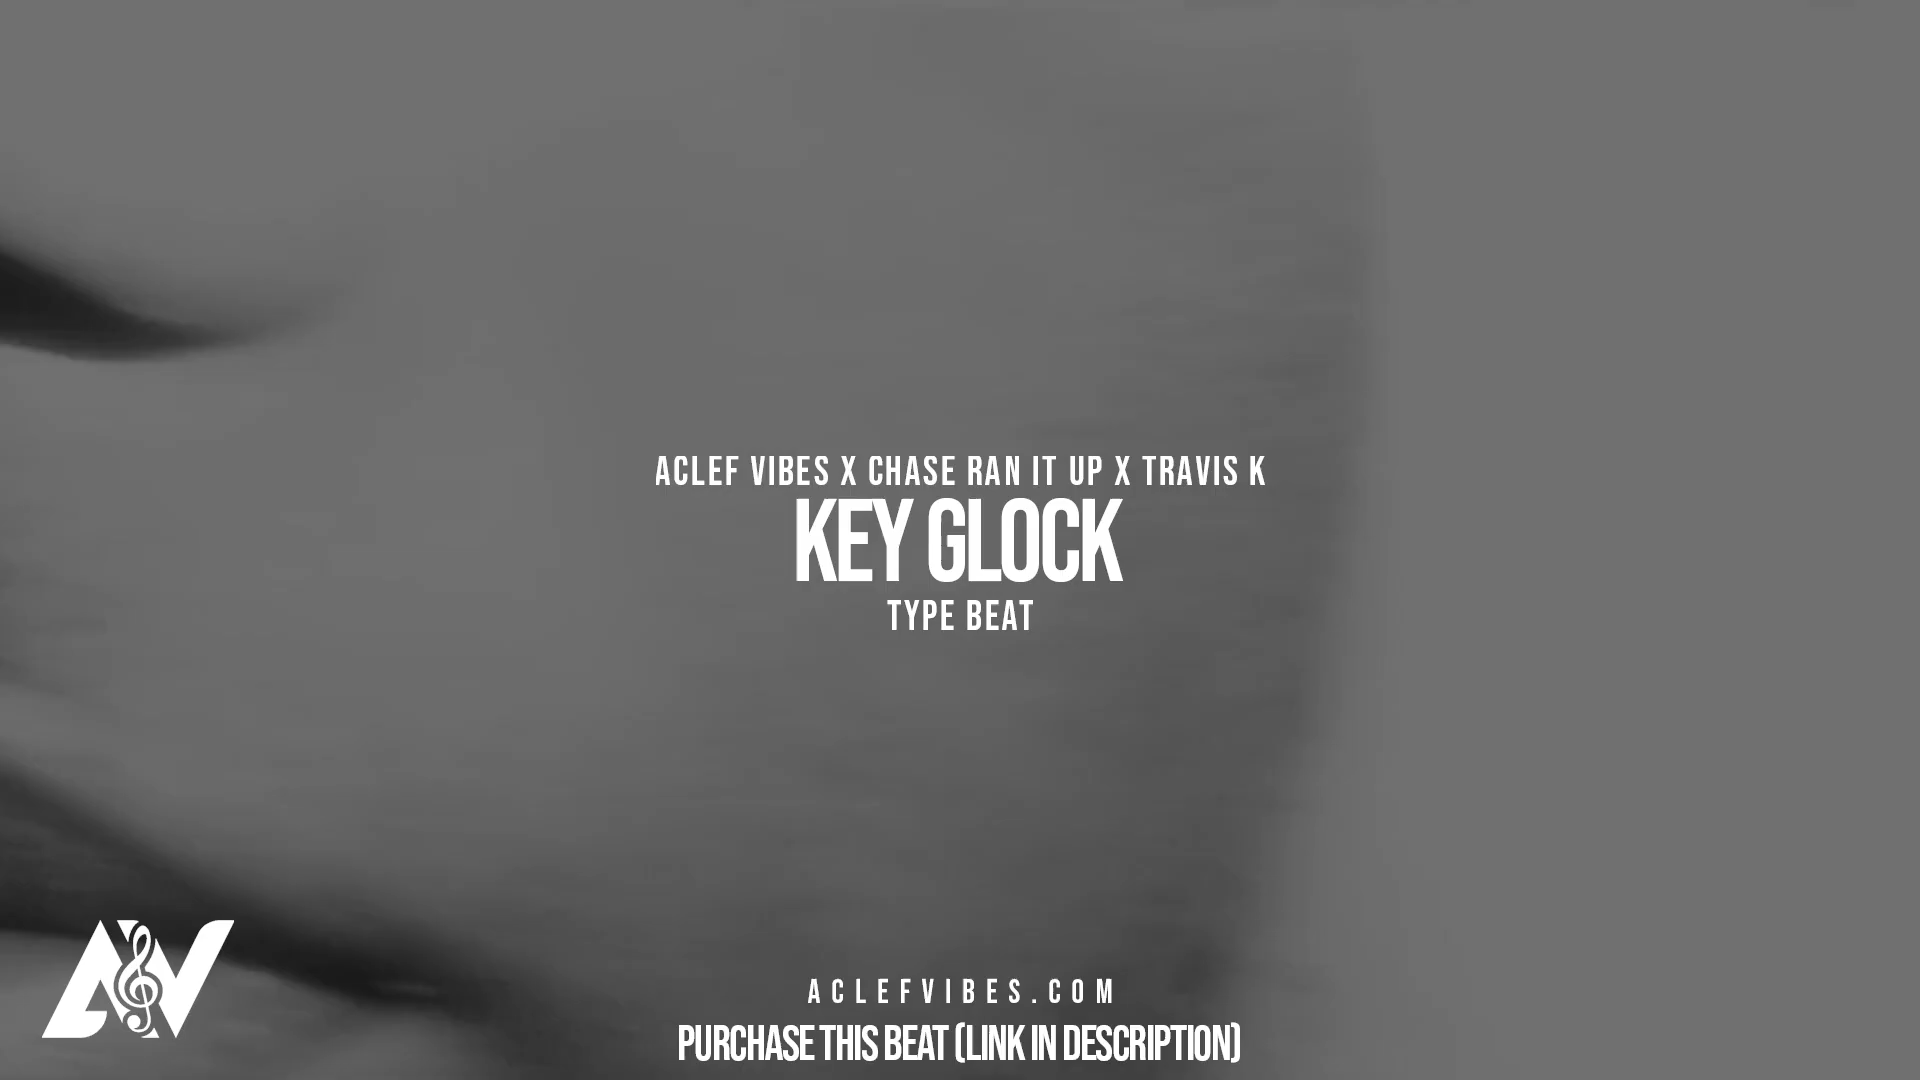 ACLEF VIBES X CHASE RAN IT UP X TRAVIS K
KEY GLOCK
TYPE BEAT
AV
ACLEFVIBES.COM
PURCHASE THIS BEAT (LINK IN DESCRIPTION)